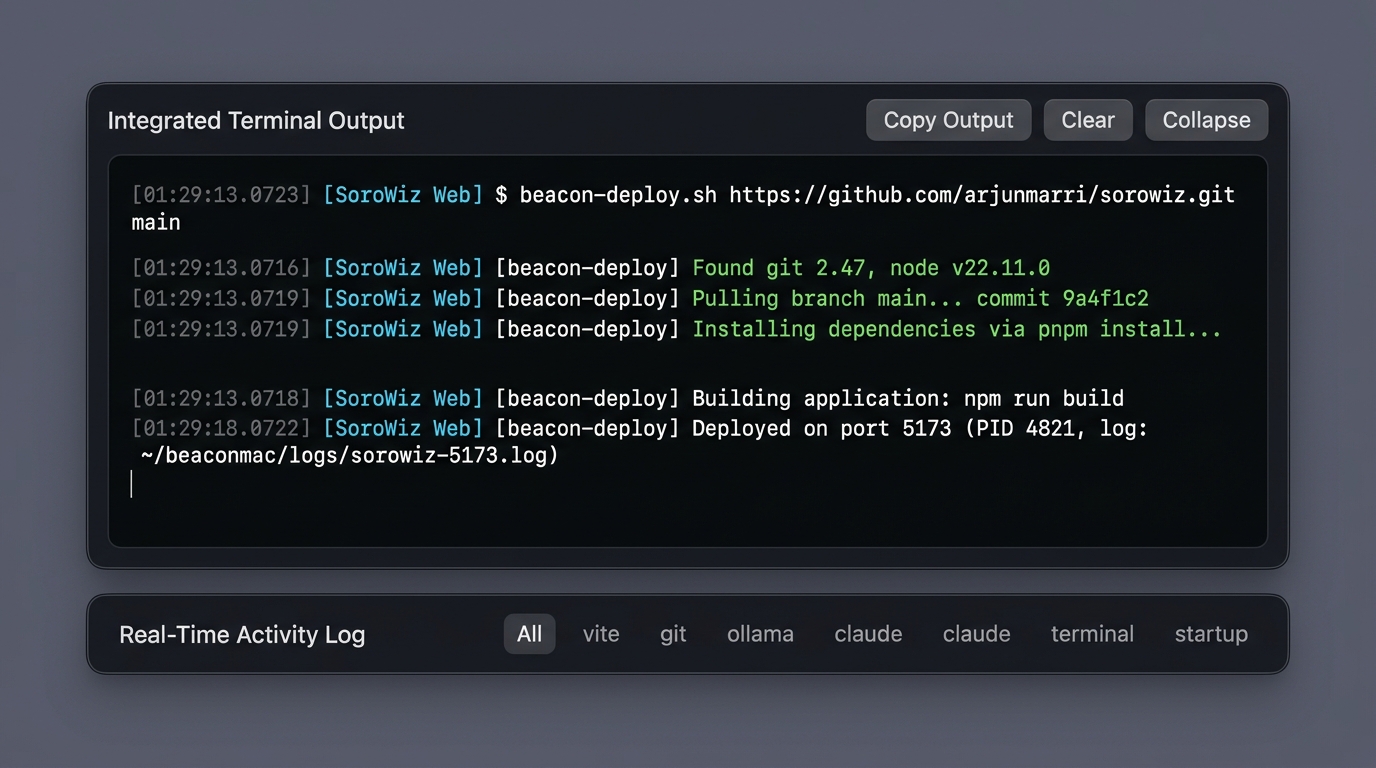 Integrated Terminal Output
Copy Output
Clear
Collapse
[01:29:13.0723] [SoroWiz Web] $ beacon-deploy.sh https://github.com/arjunmarri/sorowiz.git
main
[01:29:13.0716] [SoroWiz Web] [beacon-deploy] Found git 2.47, node v22.11.0
[01:29:13.0719] [SoroWiz Web] [beacon-deploy] Pulling branch main... commit 9a4f1c2
[01:29:13.0719] [SoroWiz Web] [beacon-deploy] Installing dependencies via pnpm install...
[01:29:13.0718] [SoroWiz Web] [beacon-deploy] Building application: npm run build
[01:29:18.0722] [SoroWiz Web] [beacon-deploy] Deployed on port 5173 (PID 4821, log:
~/beaconmac/logs/sorowiz-5173.log)
Real-Time Activity Log
All
vite
git
ollama
claude
claude
terminal
startup